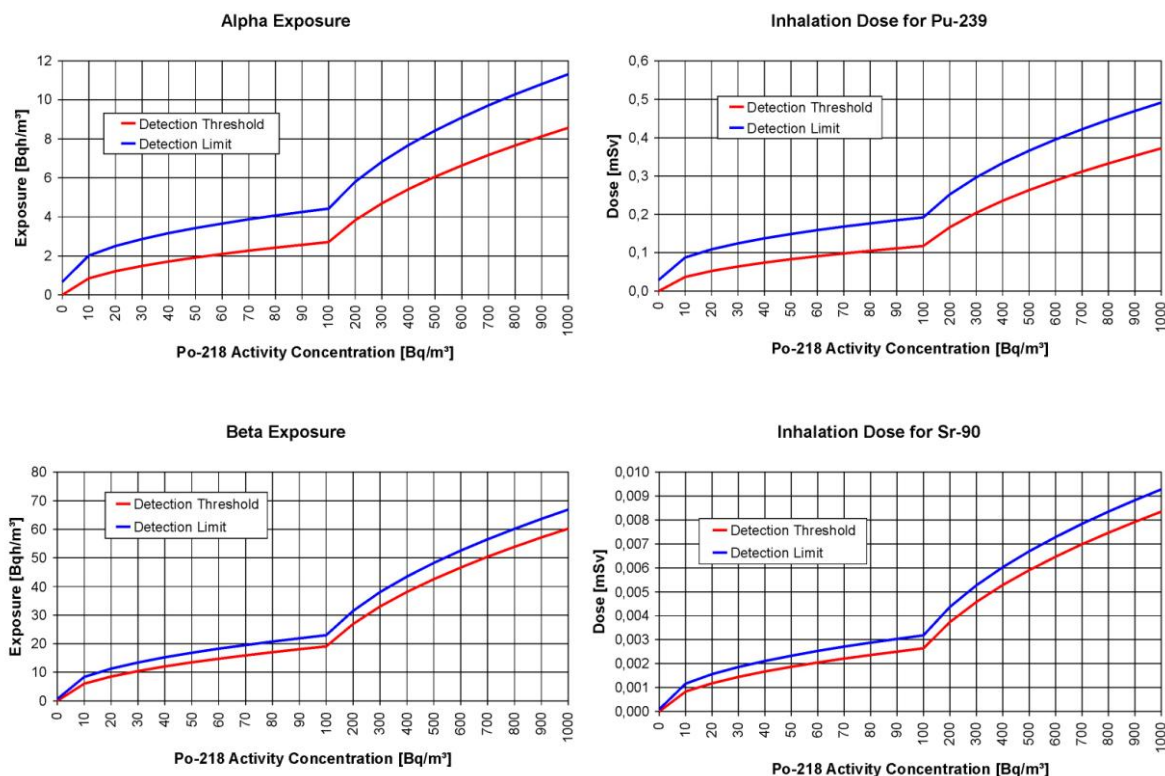 Alpha Exposure
Exposure [Bqh/m³]
12
10
8
6
4
2
0
Detection Threshold
Detection Limit
0 10 20 30 40 50 60 70 80 90 100 200 300 400 500 600 700 800 900 1000
Po-218 Activity Concentration [Bq/m³]
Inhalation Dose for Pu-239
Dose [mSv]
0,6
0,5
0,4
0,3
0,2
0,1
0,0
Detection Threshold
Detection Limit
0 10 20 30 40 50 60 70 80 90 100 200 300 400 500 600 700 800 900 1000
Po-218 Activity Concentration [Bq/m³]
Beta Exposure
Exposure [Bqh/m³]
80
70
60
50
40
30
20
10
0
Detection Threshold
Detection Limit
0 10 20 30 40 50 60 70 80 90 100 200 300 400 500 600 700 800 900 1000
Po-218 Activity Concentration [Bq/m³]
Inhalation Dose for Sr-90
Dose [mSv]
0,010
0,009
0,008
0,007
0,006
0,005
0,004
0,003
0,002
0,001
0,000
Detection Threshold
Detection Limit
0 10 20 30 40 50 60 70 80 90 100 200 300 400 500 600 700 800 900 1000
Po-218 Activity Concentration [Bq/m³]